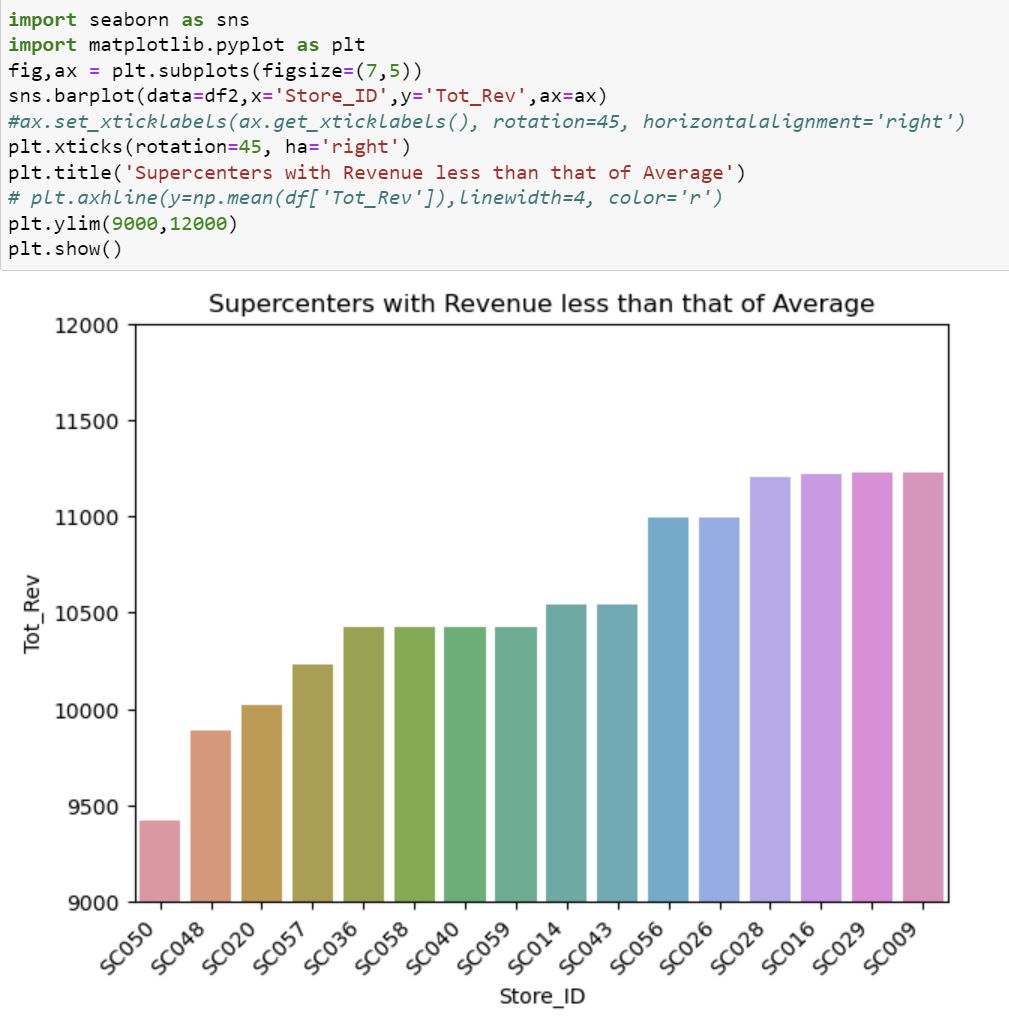 import seaborn as sns
import matplotlib.pyplot as plt
fig,ax = plt.subplots(figsize=(7,5))
sns.barplot(data=df2,x='Store_ID',y='Tot_Rev',ax=ax)
#ax.set_xticklabels(ax.get_xticklabels(), rotation=45, horizontalalignment='right')
plt.xticks(rotation=45, ha='right')
plt.title('Supercenters with Revenue less than that of Average')
# plt.axhline(y=np.mean(df['Tot_Rev']),linewidth=4, color='r')
plt.ylim(9000,12000)
plt.show()
Supercenters with Revenue less than that of Average
12000
11500
11000
10500
10000
9500
9000
Tot_Rev
SC050 SC048 SC020 SC057 SC036 SC058 SC040 SC059 SC014 SC043 SC056 SC026 SC028 SC016 SC029 SC009
Store_ID